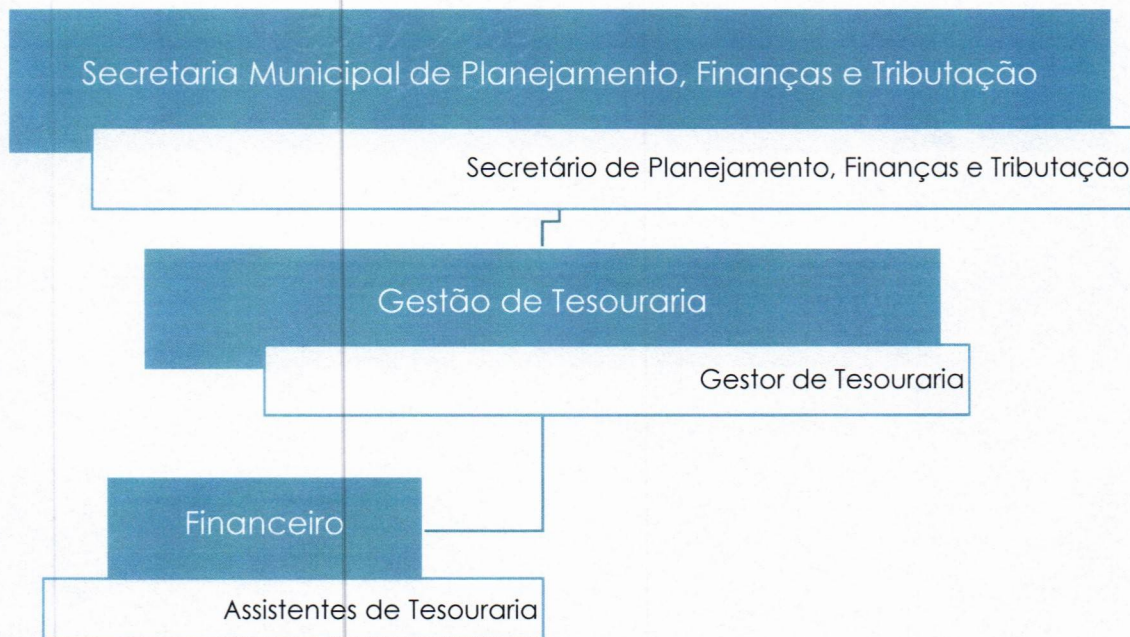 Secretaria Municipal de Planejamento, Finanças e Tributação
Secretário de Planejamento, Finanças e Tributação
Gestão de Tesouraria
Gestor de Tesouraria
Financeiro
Assistentes de Tesouraria